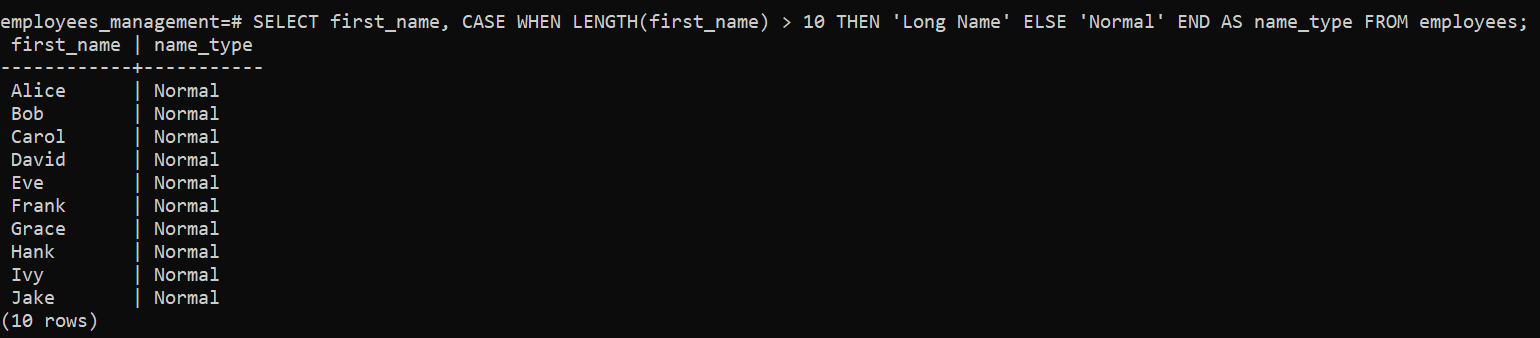 employees_management=# SELECT first_name, CASE WHEN LENGTH(first_name) > 10 THEN 'Long Name' ELSE 'Normal' END AS name_type FROM employees;
 first_name | name_type
------------+-----------
 Alice      | Normal
 Bob        | Normal
 Carol      | Normal
 David      | Normal
 Eve        | Normal
 Frank      | Normal
 Grace      | Normal
 Hank       | Normal
 Ivy        | Normal
 Jake       | Normal
(10 rows)